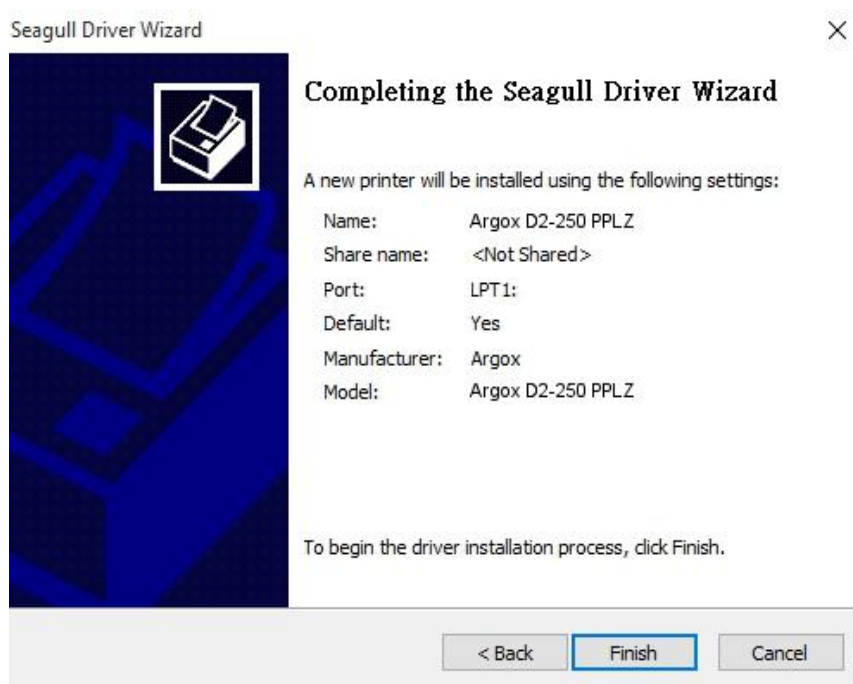 Seagull Driver Wizard
Completing the Seagull Driver Wizard
A new printer will be installed using the following settings:
Name: Argox D2-250 PPLZ
Share name: <Not Shared>
Port: LPT1:
Default: Yes
Manufacturer: Argox
Model: Argox D2-250 PPLZ
To begin the driver installation process, click Finish.
< Back Finish Cancel